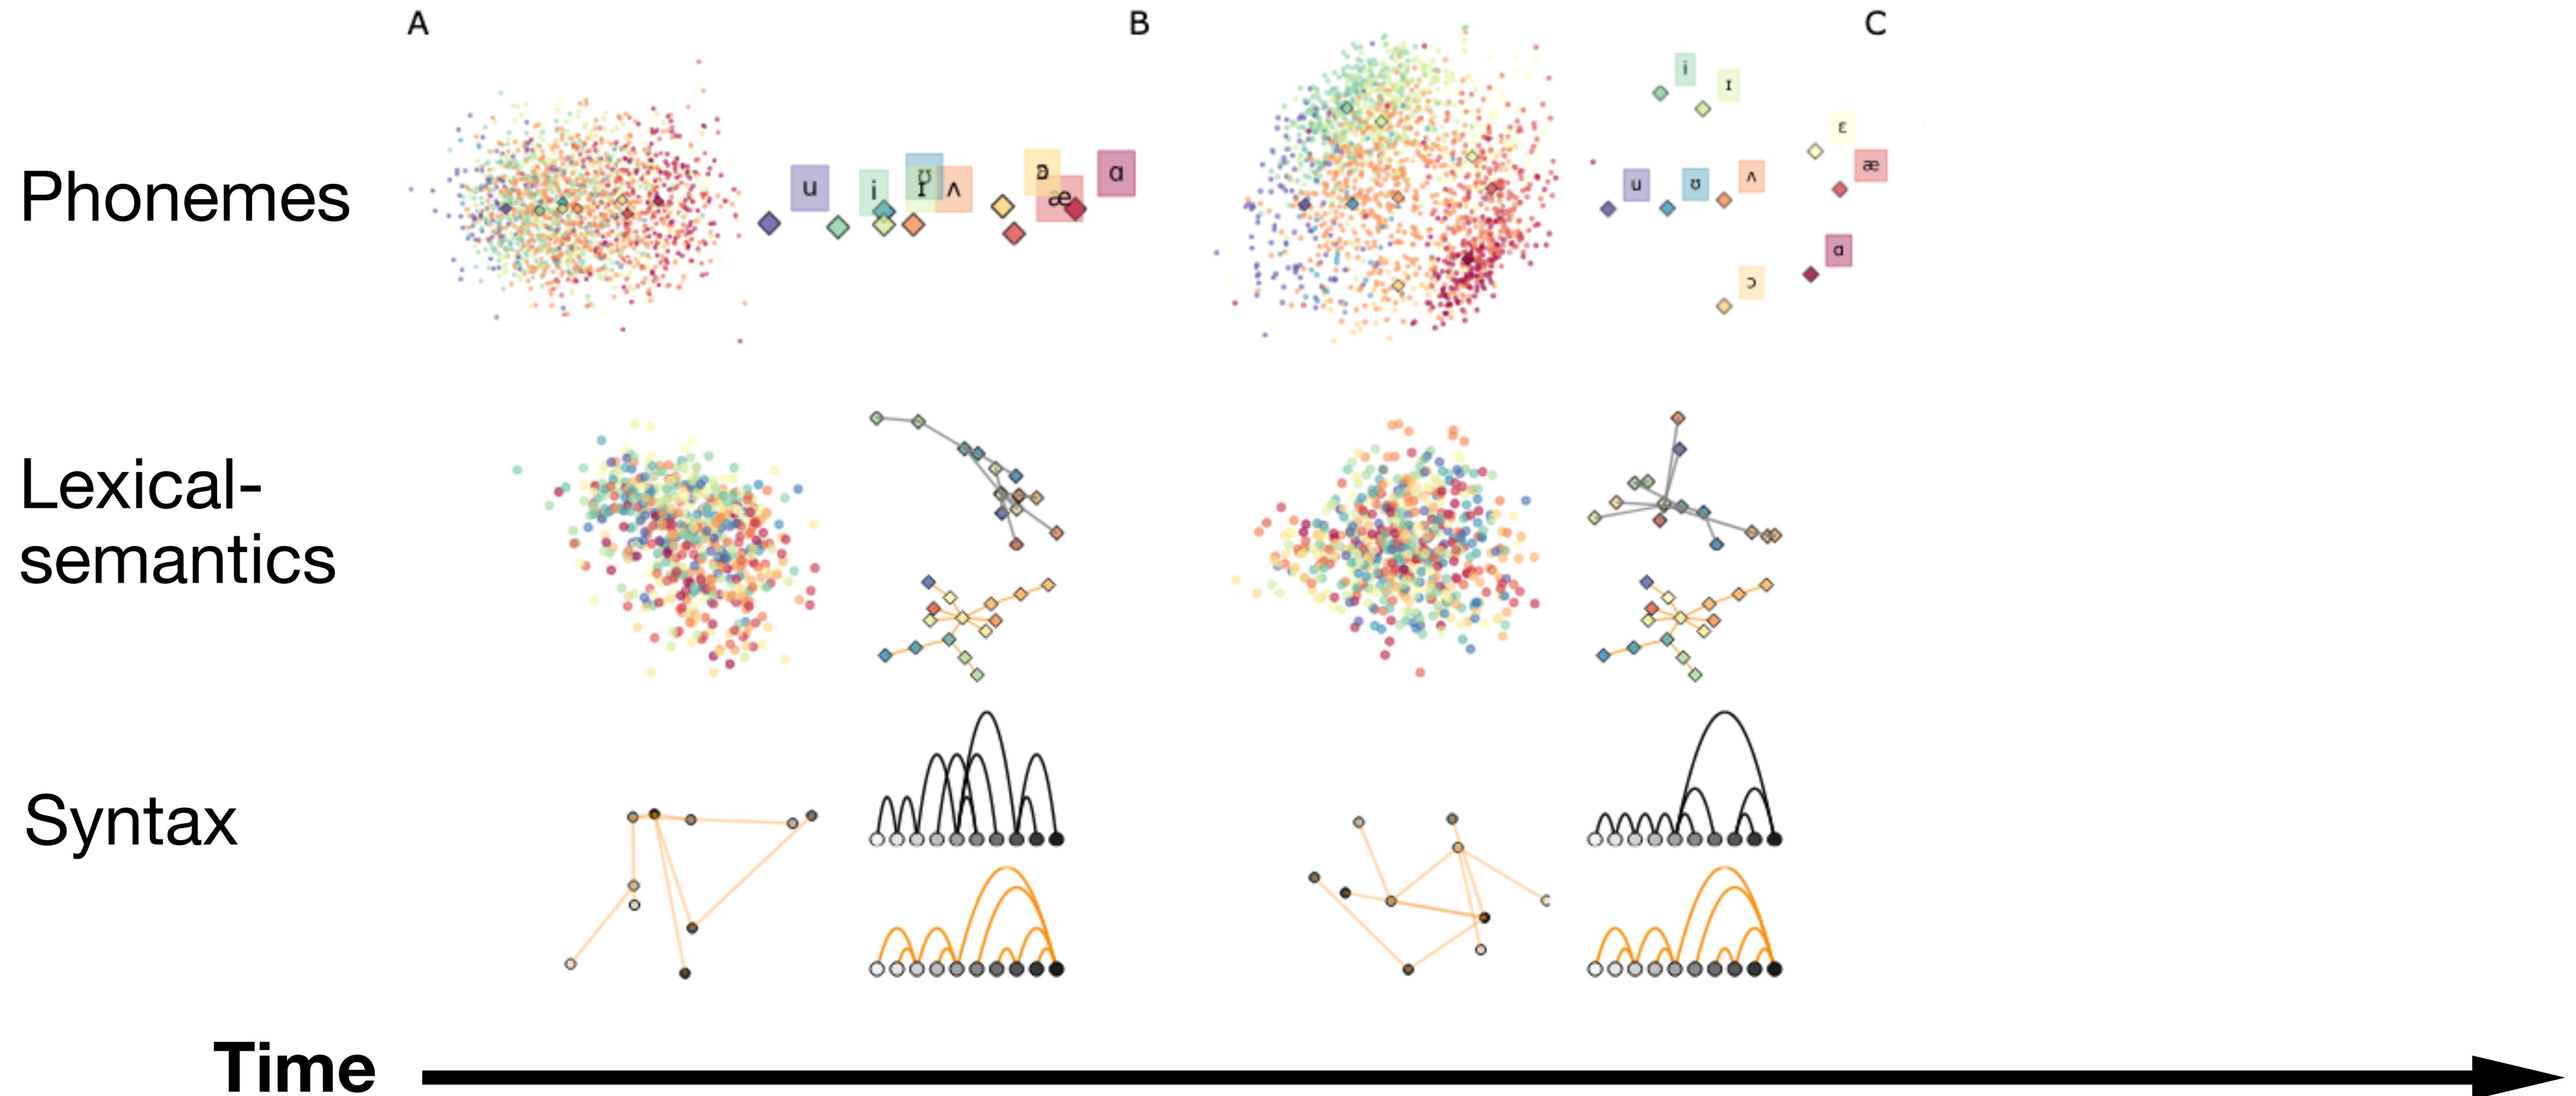 A
B
C
Phonemes
u
i
ʊ
ɪ
ʌ
ɒ
æ
ɑ
i
ɪ
ɛ
æ
u
ʊ
ʌ
ɑ
ɔ
Lexical-
semantics
Syntax
Time